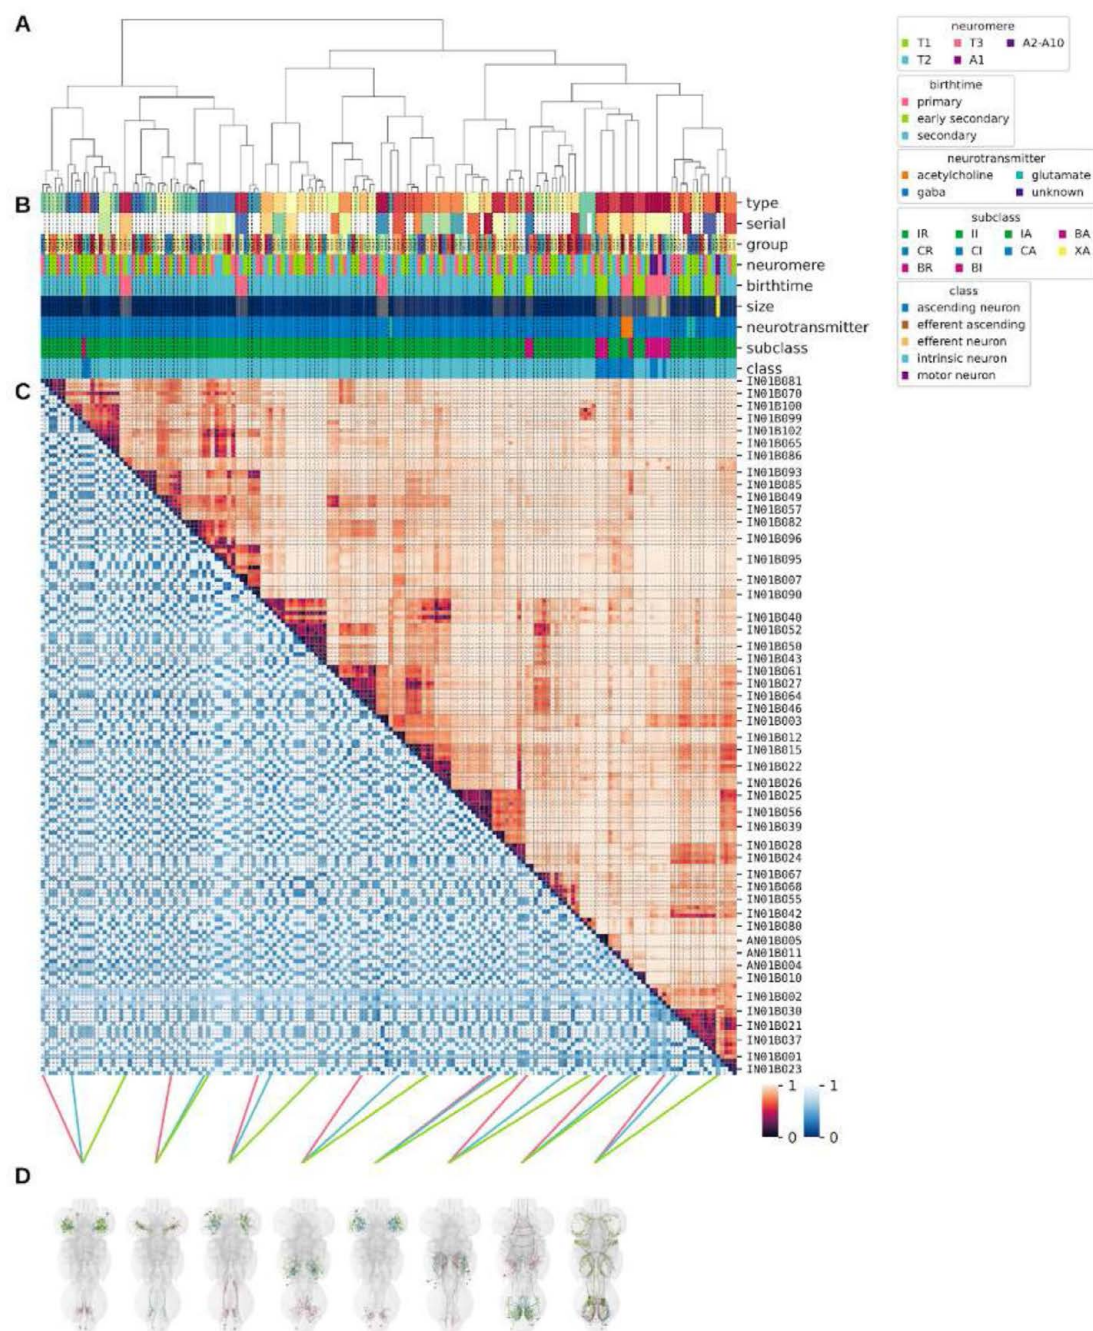 A
neuromere
T1 T3 A2-A10
T2 A1
birthtime
primary
early secondary
secondary
neurotransmitter
acetylcholine glutamate
gaba unknown
subclass
IR II IA BA
CR CI CA XA
BR BI
class
ascending neuron
efferent ascending
efferent neuron
intrinsic neuron
motor neuron
B
type
serial
group
neuromere
birthtime
size
neurotransmitter
subclass
class
C
IN01B081
IN01B070
IN01B100
IN01B099
IN01B102
IN01B065
IN01B086
IN01B093
IN01B085
IN01B049
IN01B057
IN01B082
IN01B096
IN01B095
IN01B007
IN01B090
IN01B040
IN01B052
IN01B050
IN01B043
IN01B061
IN01B027
IN01B064
IN01B046
IN01B003
IN01B012
IN01B015
IN01B022
IN01B026
IN01B025
IN01B056
IN01B039
IN01B028
IN01B024
IN01B067
IN01B068
IN01B055
IN01B042
IN01B080
AN01B005
AN01B011
AN01B004
IN01B010
IN01B002
IN01B030
IN01B021
IN01B037
IN01B001
IN01B023
1 1
0 0
D